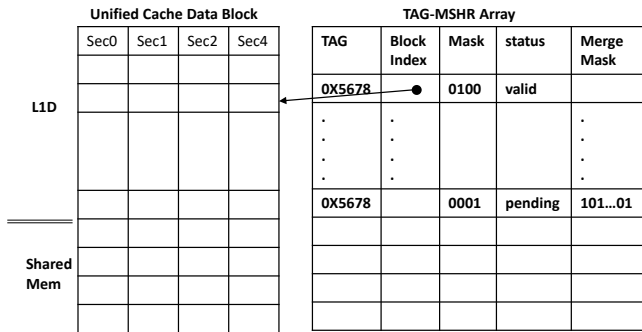 Unified Cache Data Block
TAG-MSHR Array
Sec0 Sec1 Sec2 Sec4
TAG Block Index Mask status Merge Mask
L1D
0X5678 0100 valid
. .
. .
. .
. .
0X5678 0001 pending 101...01
Shared
Mem